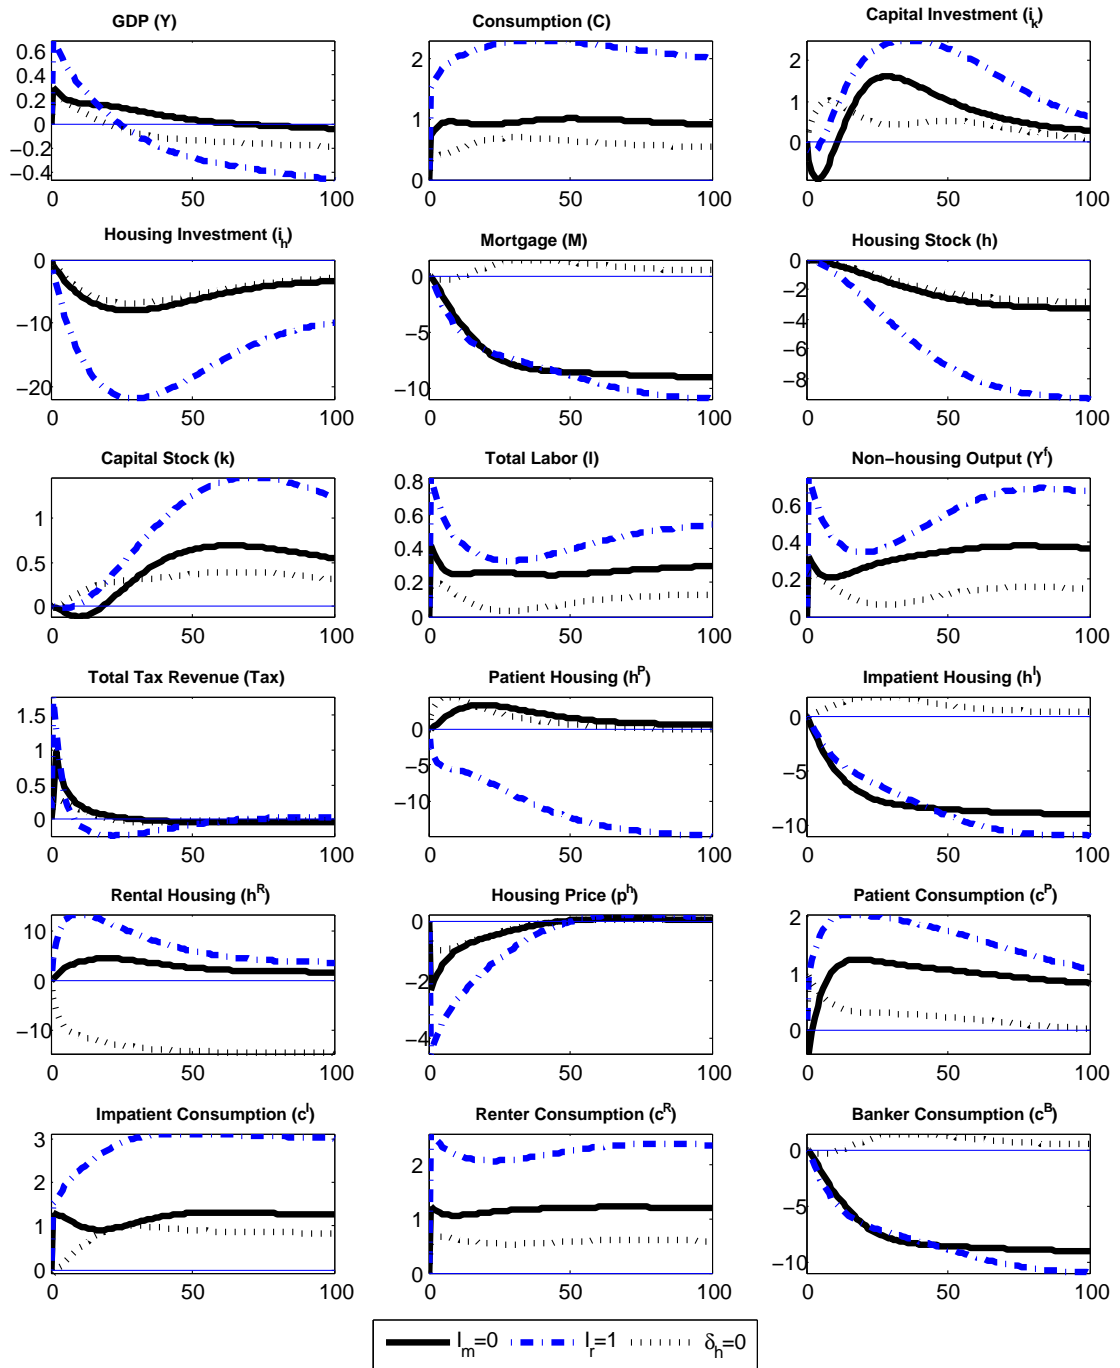 GDP (Y)
0.6
0.4
0.2
0
−0.2
−0.4
0 50 100
Consumption (C)
2
1
0
0 50 100
Capital Investment (i_k)
2
1
0
0 50 100
Housing Investment (i_h)
0
−10
−20
0 50 100
Mortgage (M)
0
−5
−10
0 50 100
Housing Stock (h)
0
−2
−4
−6
−8
0 50 100
Capital Stock (k)
1
0.5
0
0 50 100
Total Labor (l)
0.8
0.6
0.4
0.2
0
0 50 100
Non−housing Output (Y^f)
0.6
0.4
0.2
0
0 50 100
Total Tax Revenue (Tax)
1.5
1
0.5
0
0 50 100
Patient Housing (h^P)
0
−5
−10
0 50 100
Impatient Housing (h^I)
0
−5
−10
0 50 100
Rental Housing (h^R)
10
0
−10
0 50 100
Housing Price (p^h)
0
−2
−4
0 50 100
Patient Consumption (c^P)
2
1
0
0 50 100
Impatient Consumption (c^I)
3
2
1
0
0 50 100
Renter Consumption (c^R)
2
1
0
0 50 100
Banker Consumption (c^B)
0
−5
−10
0 50 100
I_m=0 I_r=1 δ_h=0